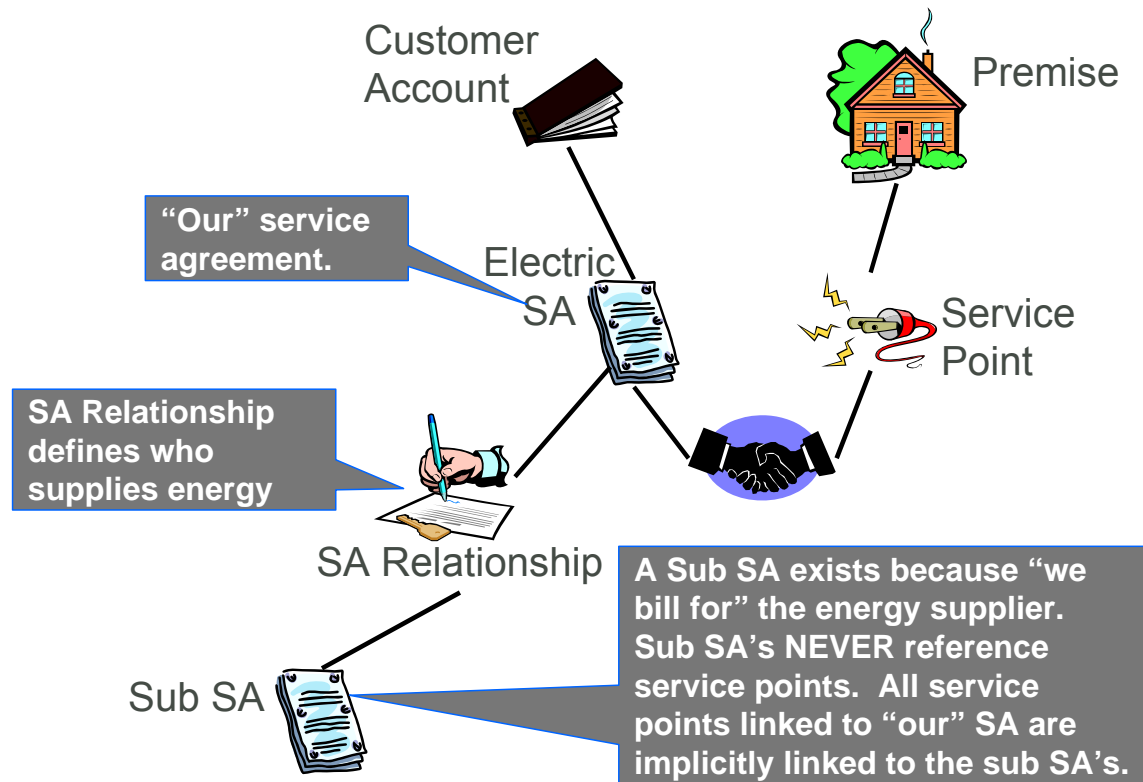 Customer
Account
Premise
“Our” service
agreement.
Electric
SA
Service
Point
SA Relationship
defines who
supplies energy
SA Relationship
A Sub SA exists because “we
bill for” the energy supplier.
Sub SA’s NEVER reference
service points.  All service
points linked to “our” SA are
implicitly linked to the sub SA’s.
Sub SA